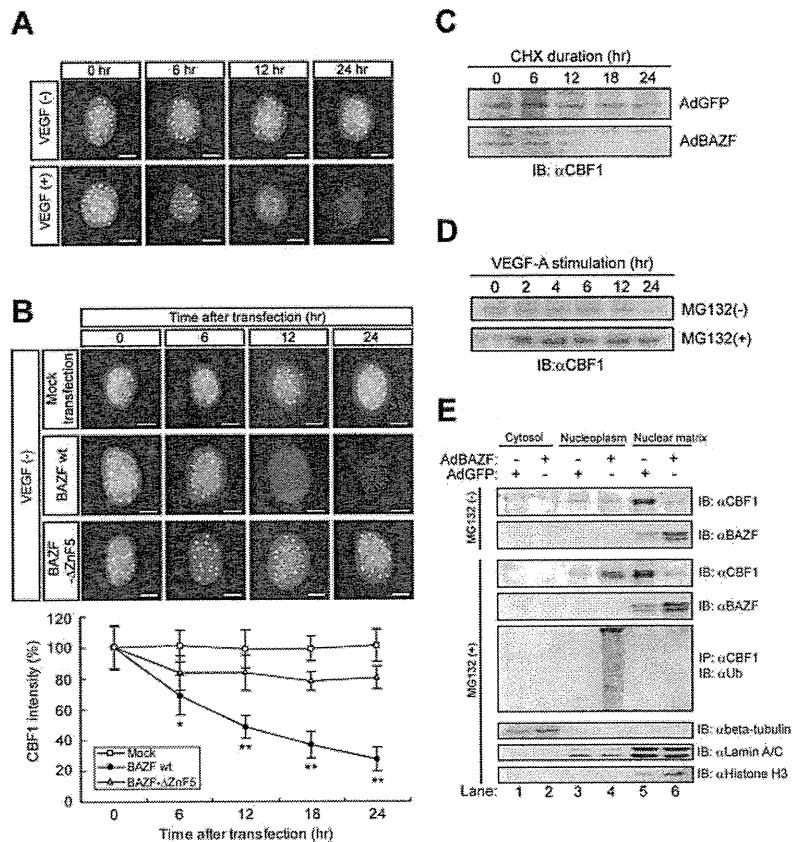 A
0 hr 6 hr 12 hr 24 hr
VEGF (-)
VEGF (+)
B
Time after transfection (hr)
0 6 12 24
VEGF (-)
Mock transfection
BAZF wt
BAZF -ΔZnF5
CBF1 intensity (%)
120
100
80
60
40
20
0
* ** ** **
Mock
BAZF wt
BAZF-ΔZnF5
0 6 12 18 24
Time after transfection (hr)
C
CHX duration (hr)
0 6 12 18 24
AdGFP
AdBAZF
IB: αCBF1
D
VEGF-A stimulation (hr)
0 2 4 6 12 24
MG132(-)
MG132(+)
IB:αCBF1
E
Cytosol Nucleoplasm Nuclear matrix
AdBAZF: - + - + - +
AdGFP: + - + - + -
MG132 (-)
IB: αCBF1
IB: αBAZF
MG132 (+)
IB: αCBF1
IB: αBAZF
IP: αCBF1
IB: αUb
IB: αbeta-tubulin
IB: αLamin A/C
IB: αHistone H3
Lane: 1 2 3 4 5 6